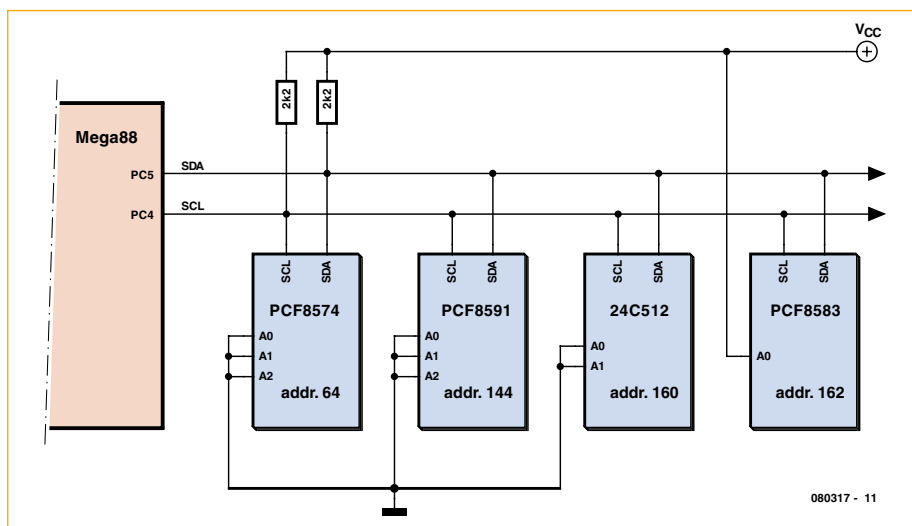 VCC
2k2
2k2
Mega88
PC5
SDA
PC4
SCL
SCL
SDA
SCL
SDA
SCL
SDA
SCL
SDA
PCF8574
PCF8591
24C512
PCF8583
A0
A1
A2
A0
A1
A2
A0
A1
A0
addr. 64
addr. 144
addr. 160
addr. 162
080317 - 11